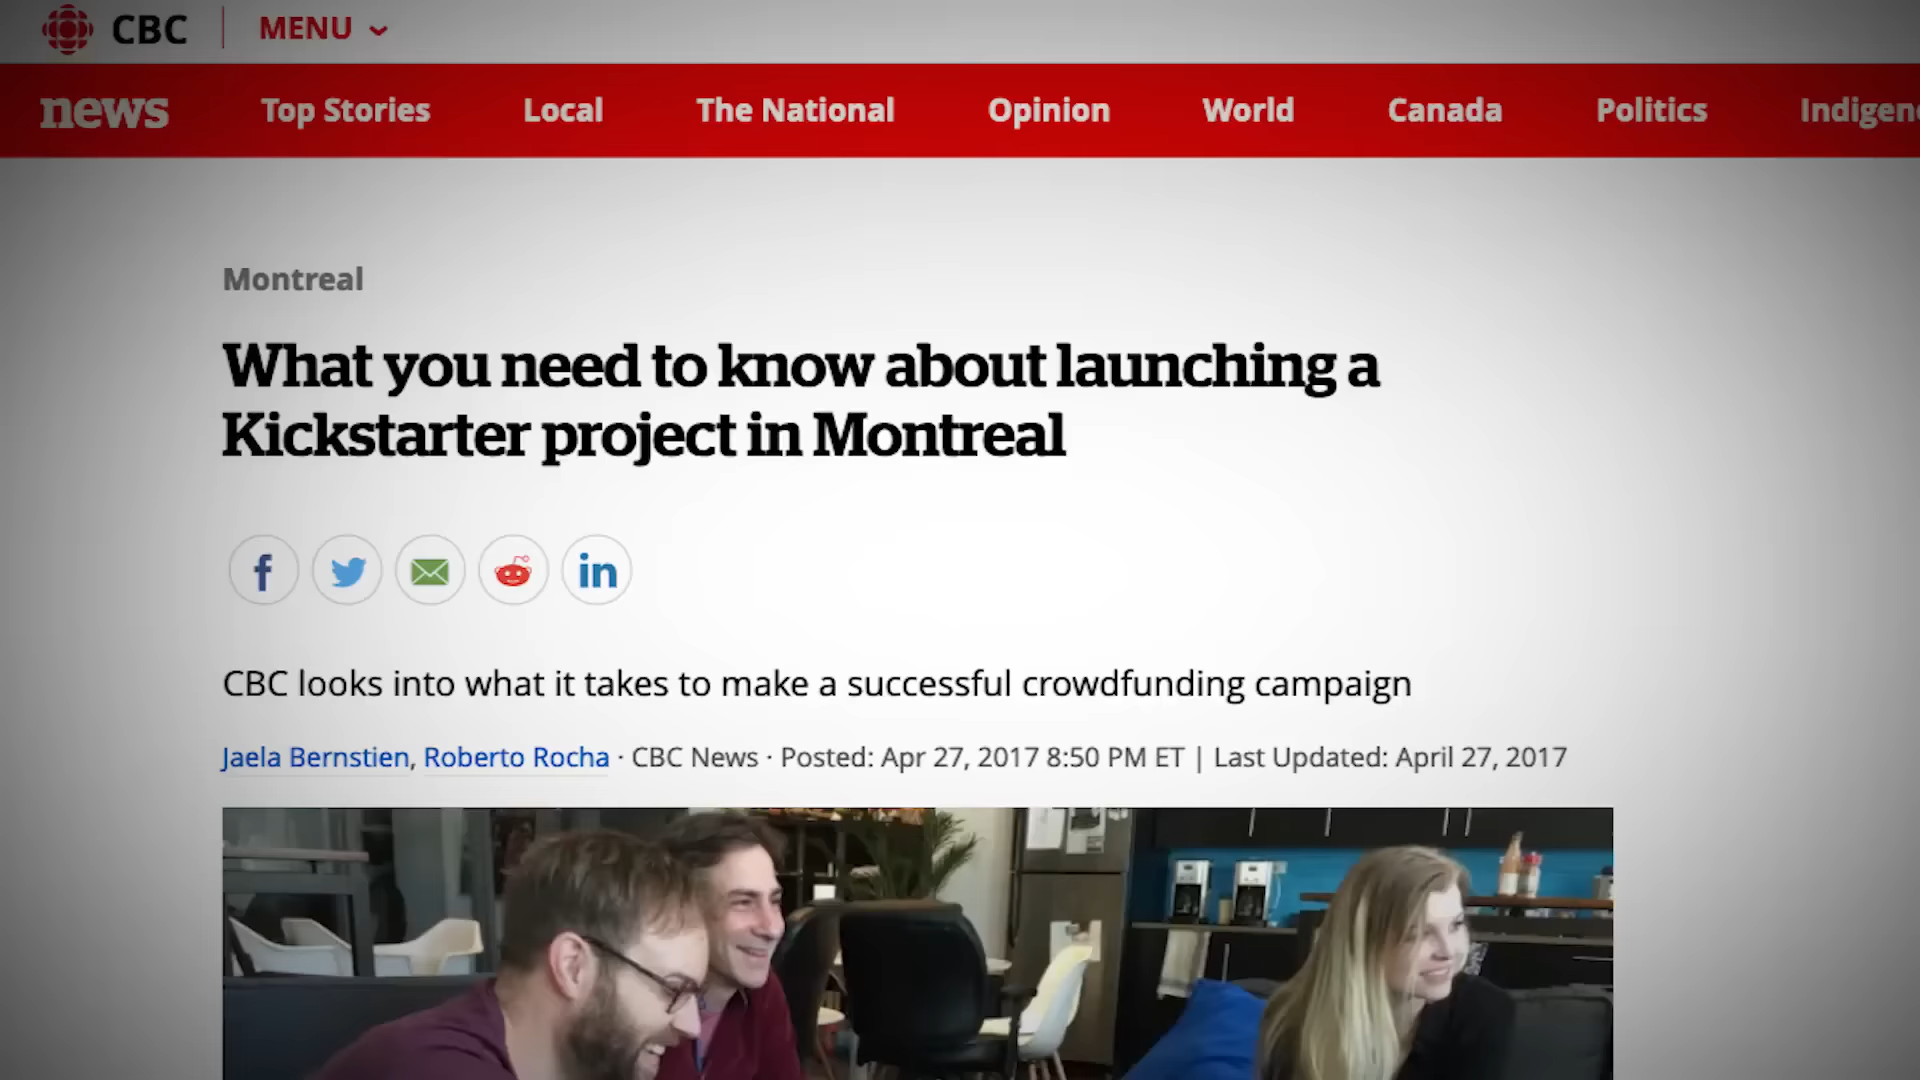 CBC MENU
news Top Stories Local The National Opinion World Canada Politics Indigen
Montreal
What you need to know about launching a
Kickstarter project in Montreal
f in
CBC looks into what it takes to make a successful crowdfunding campaign
Jaela Bernstien, Roberto Rocha · CBC News · Posted: Apr 27, 2017 8:50 PM ET | Last Updated: April 27, 2017